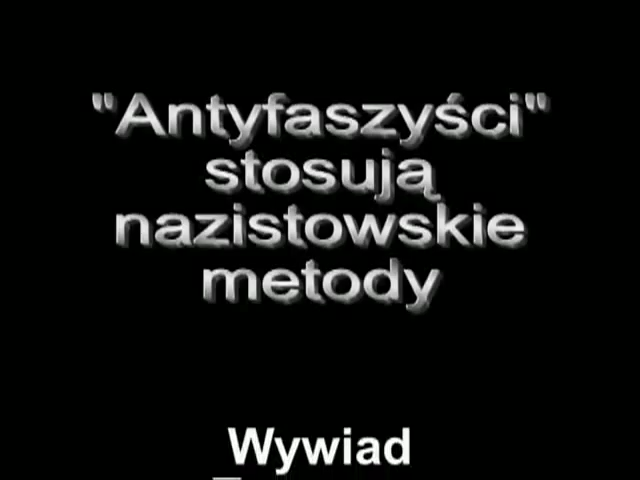 "Antyfaszyści"
stosują
nazistowskie
metody
Wywiad